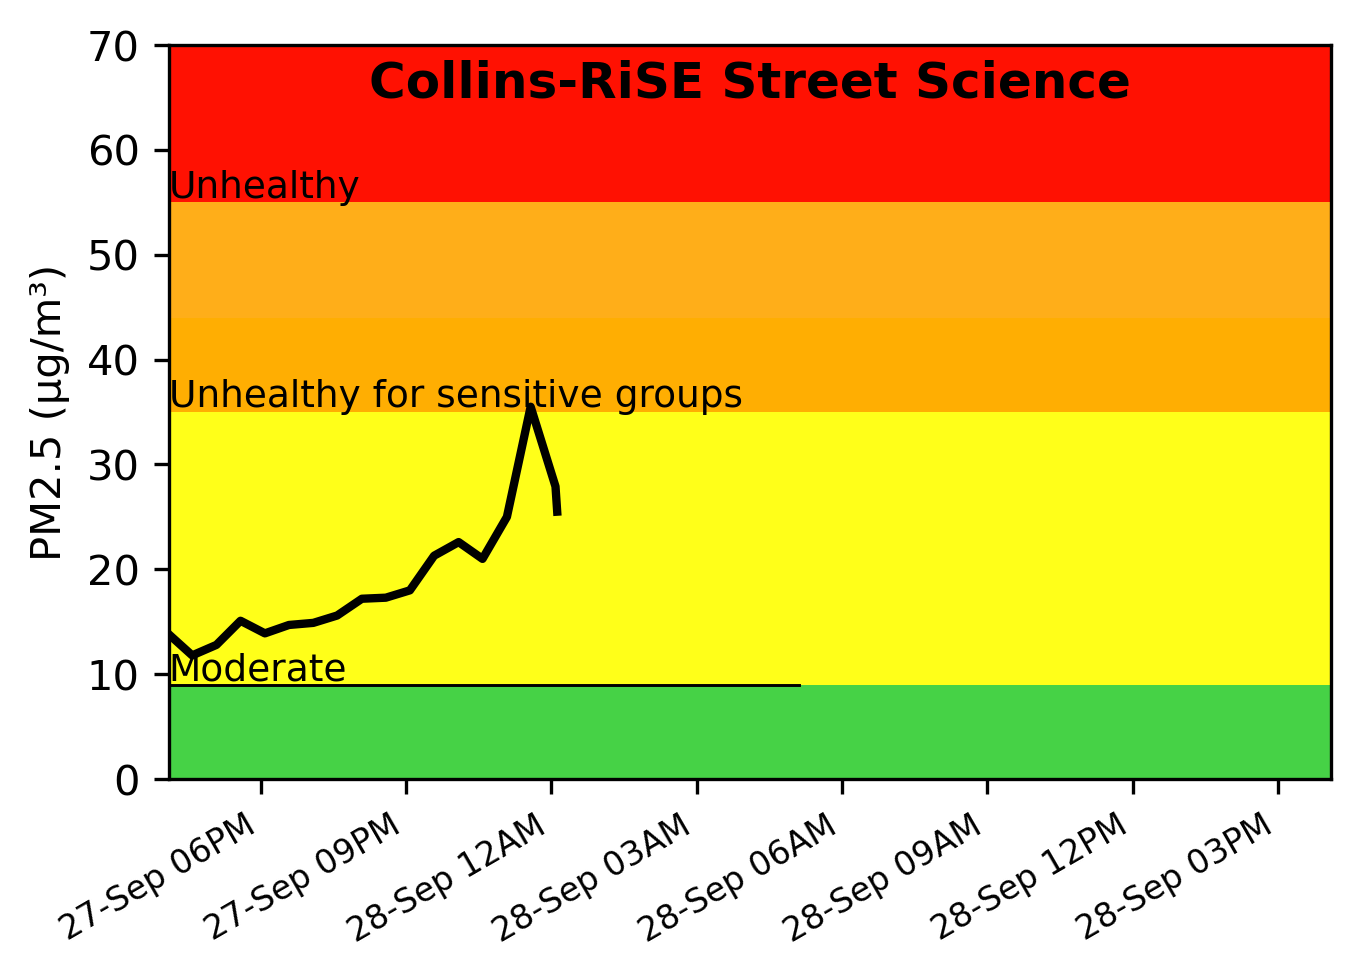 Collins-RiSE Street Science
70
60
Unhealthy
50
40
Unhealthy for sensitive groups
30
20
Moderate
10
0
PM2.5 (µg/m³)
27-Sep 06PM
27-Sep 09PM
28-Sep 12AM
28-Sep 03AM
28-Sep 06AM
28-Sep 09AM
28-Sep 12PM
28-Sep 03PM